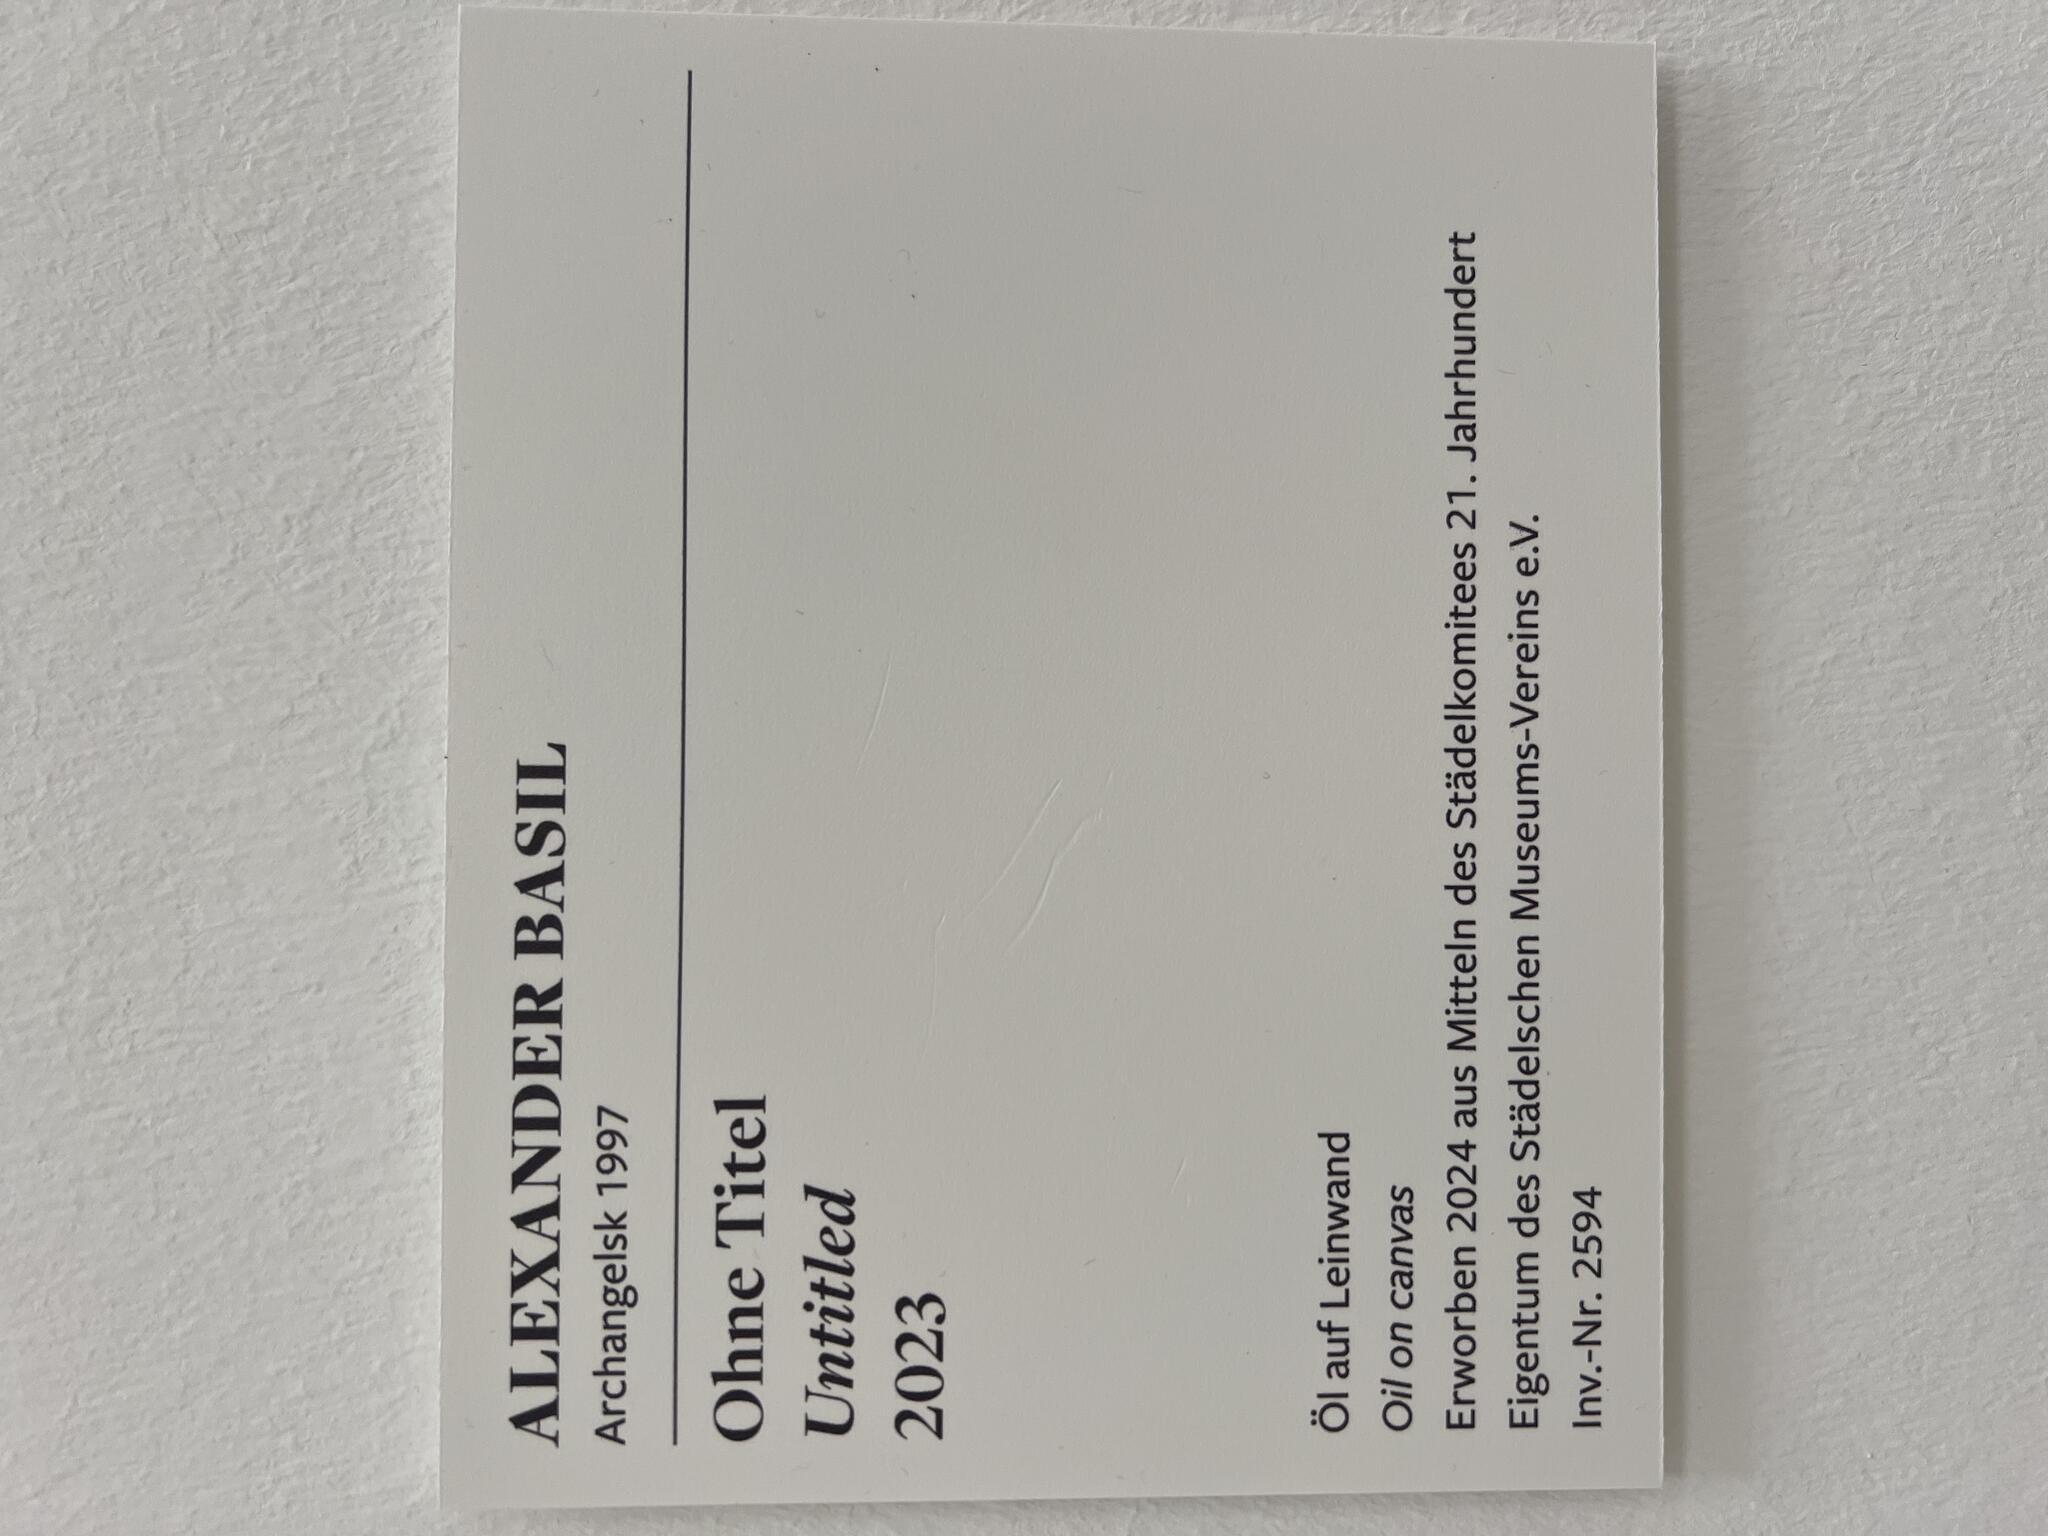 ALEXANDER BASIL
Archangelsk 1997
Ohne Titel
Untitled
2023
Öl auf Leinwand
Oil on canvas
Erworben 2024 aus Mitteln des Städelkomitees 21. Jahrhundert
Eigentum des Städelschen Museums-Vereins e.V.
Inv.-Nr. 2594